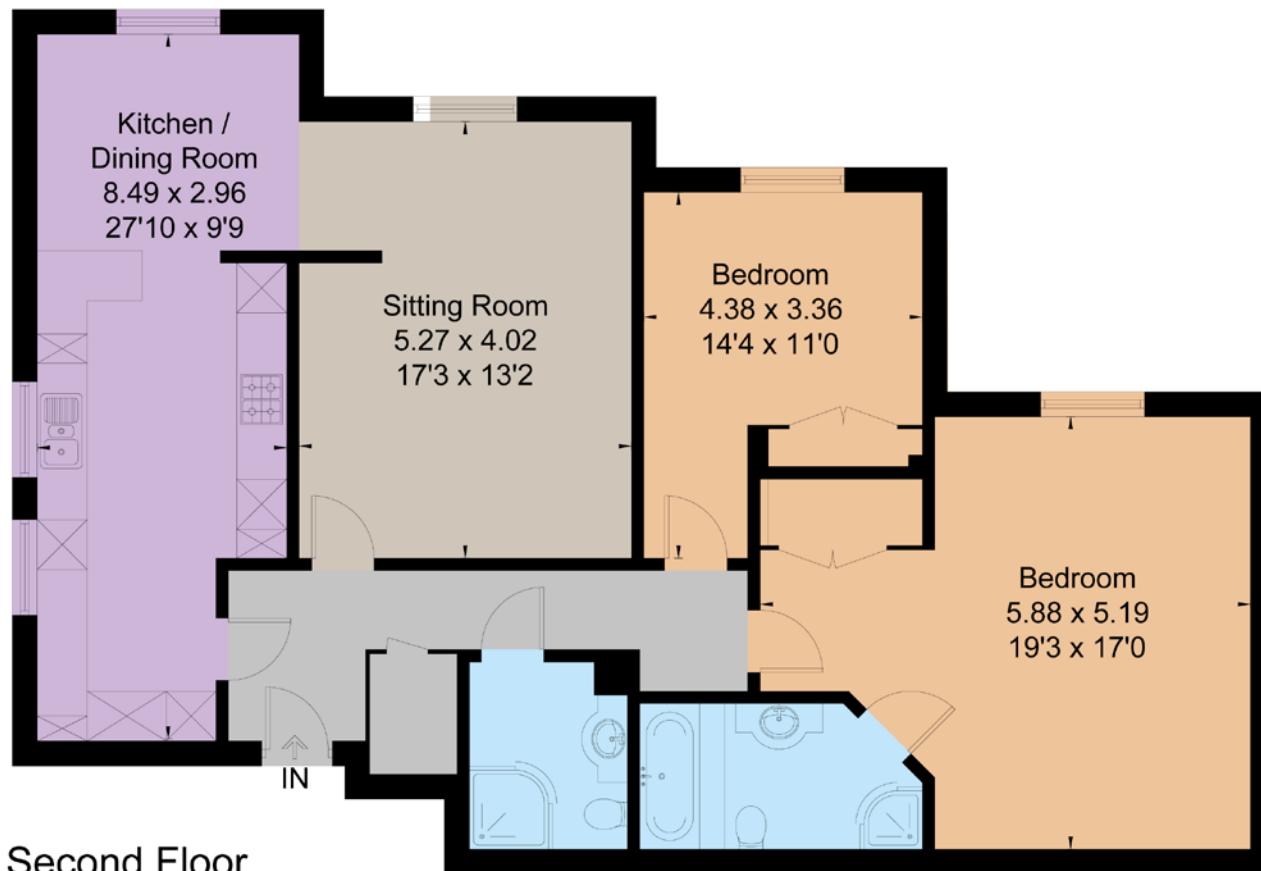 Kitchen /
Dining Room
8.49 x 2.96
27'10 x 9'9
Sitting Room
5.27 x 4.02
17'3 x 13'2
Bedroom
4.38 x 3.36
14'4 x 11'0
Bedroom
5.88 x 5.19
19'3 x 17'0
IN
Second Floor